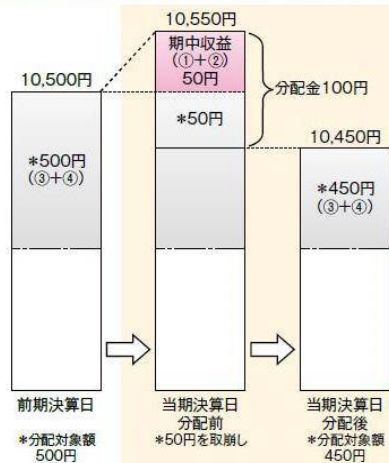 10,550円
期中収益
(①+②)
50円
分配金100円
10,500円
*50円
10,450円
*500円
(③+④)
*450円
(③+④)
前期決算日
*分配対象額
500円
当期決算日
分配前
*50円を取崩し
当期決算日
分配後
*分配対象額
450円